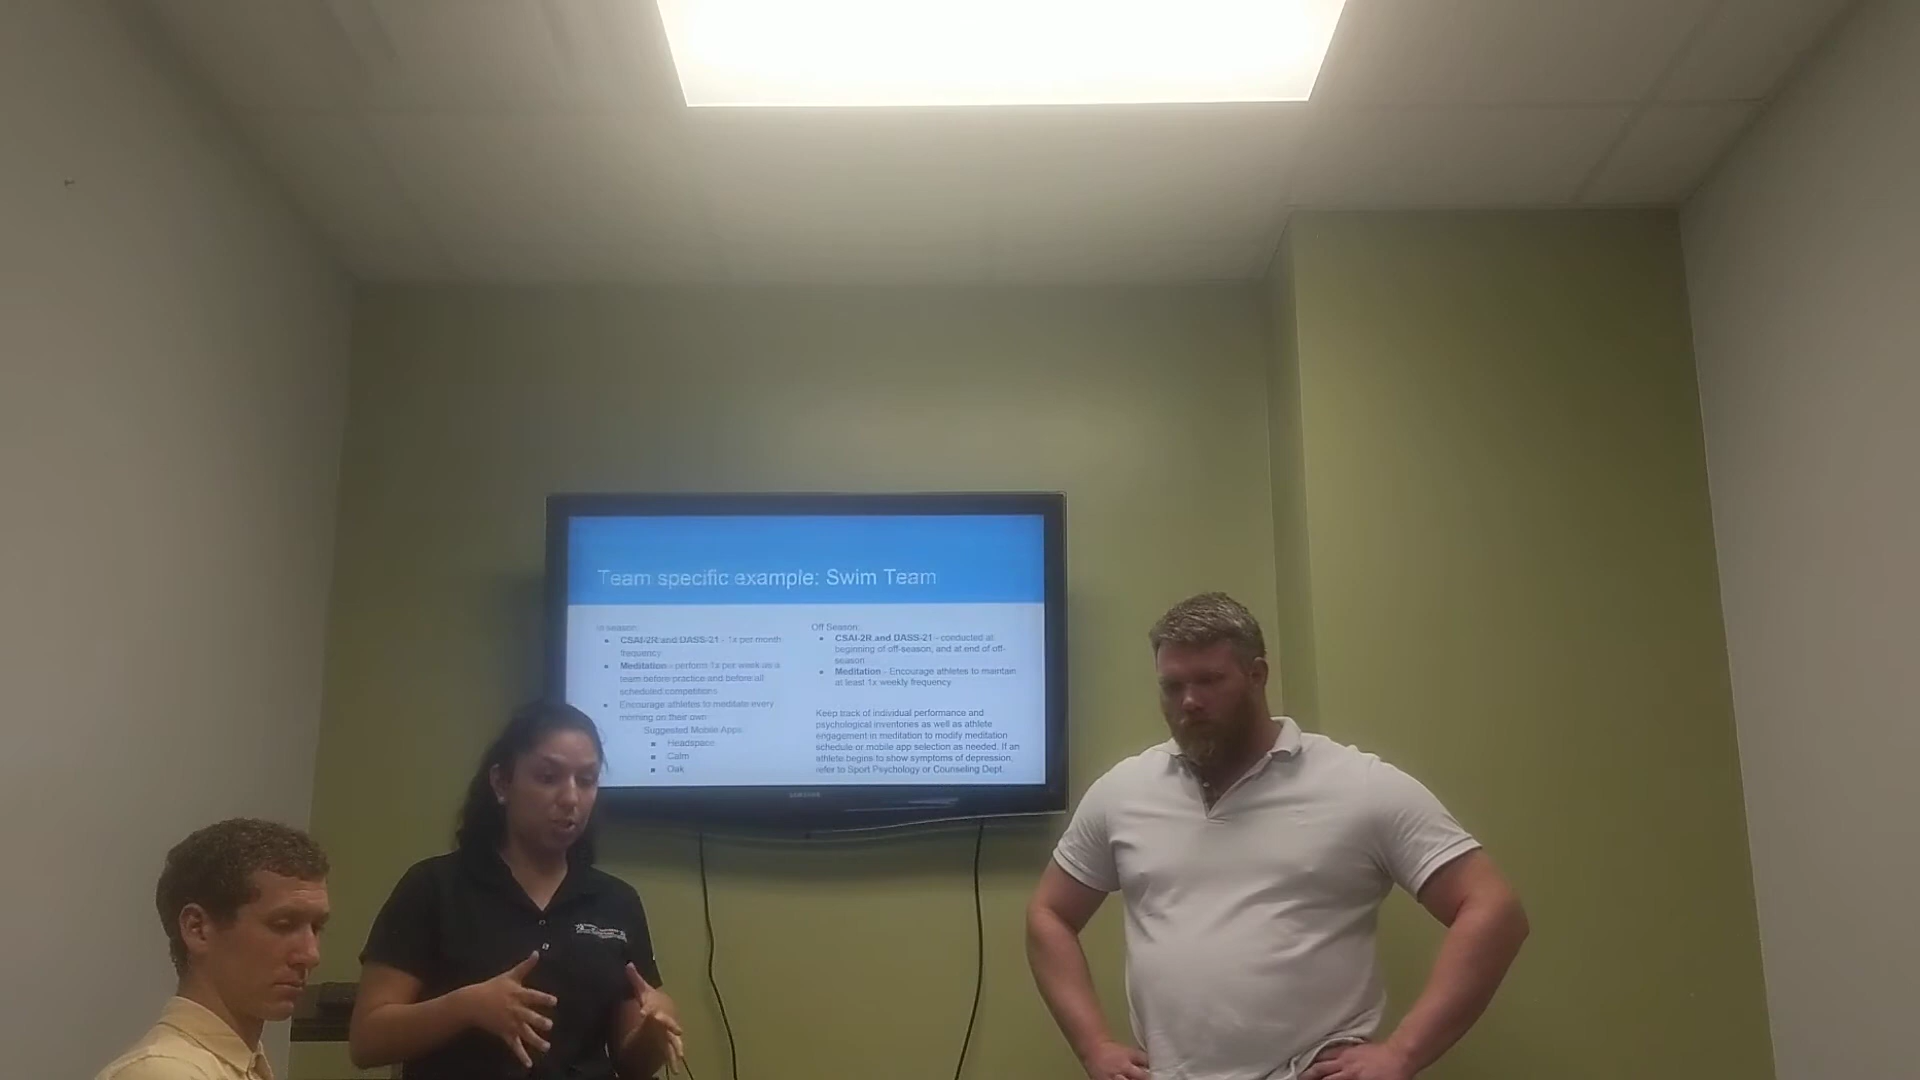 Team specific example: Swim Team
In Season:
CSAI-2R and DASS-21 - 1x per month
frequency
Meditation - perform 1x per week as a
team before practice and before all
scheduled competitions
Encourage athletes to meditate every
morning on their own
Suggested Mobile Apps:
Headspace
Calm
Oak
Off Season:
CSAI-2R and DASS-21 - conducted at
beginning of off-season, and at end of off-
season
Meditation - Encourage athletes to maintain
at least 1x weekly frequency
Keep track of individual performance and
psychological inventories as well as athlete
engagement in meditation to modify meditation
schedule or mobile app selection as needed. If an
athlete begins to show symptoms of depression,
refer to Sport Psychology or Counseling Dept.
SAMSUNG